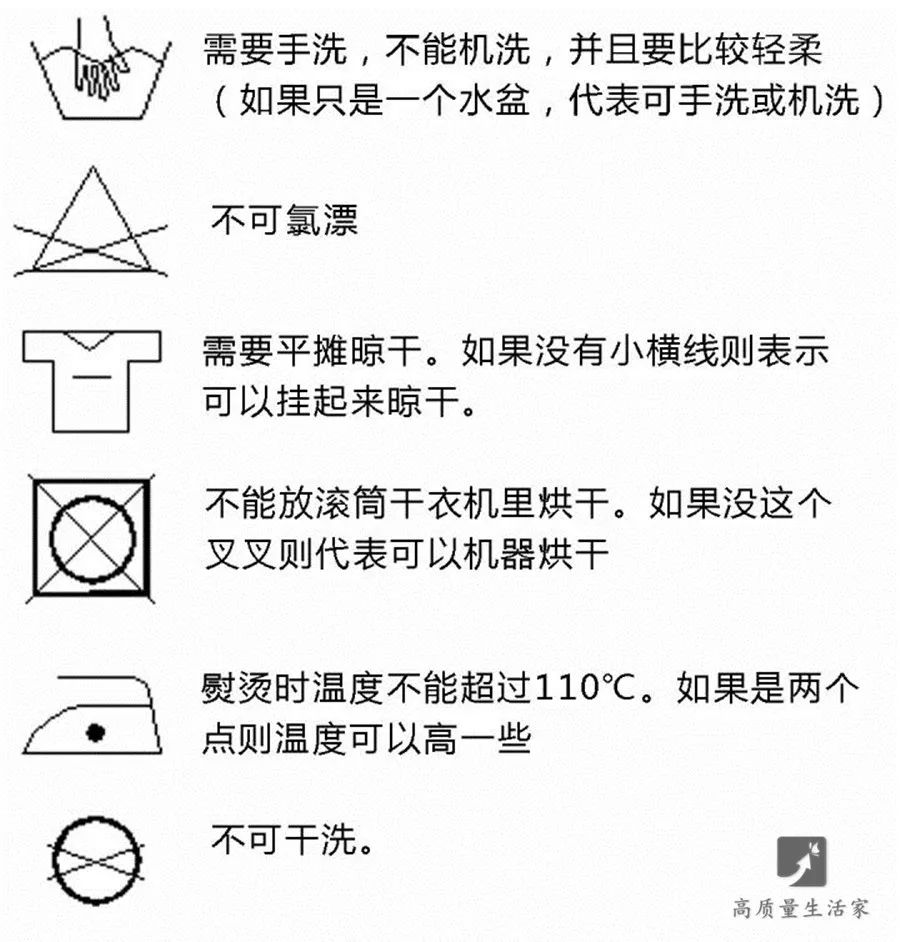 需要手洗，不能机洗，并且要比较轻柔
（如果只是一个水盆，代表可手洗或机洗）
不可氯漂
需要平摊晾干。如果没有小横线则表示
可以挂起来晾干。
不能放滚筒干衣机里烘干。如果没这个
叉叉则代表可以机器烘干
熨烫时温度不能超过110℃。如果是两个
点则温度可以高一些
不可干洗。
高质量生活家